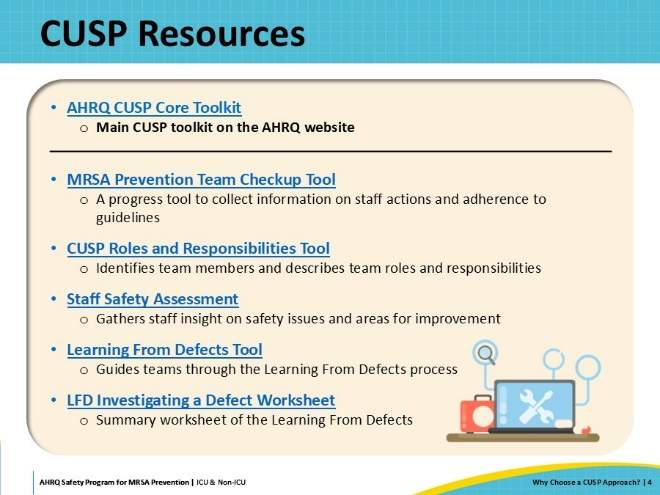 CUSP Resources
• AHRQ CUSP Core Toolkit
o Main CUSP toolkit on the AHRQ website
• MRSA Prevention Team Checkup Tool
o A progress tool to collect information on staff actions and adherence to
guidelines
• CUSP Roles and Responsibilities Tool
o Identifies team members and describes team roles and responsibilities
• Staff Safety Assessment
o Gathers staff insight on safety issues and areas for improvement
• Learning From Defects Tool
o Guides teams through the Learning From Defects process
• LFD Investigating a Defect Worksheet
o Summary worksheet of the Learning From Defects
AHRQ Safety Program for MRSA Prevention | ICU & Non-ICU
Why Choose a CUSP Approach? | 4